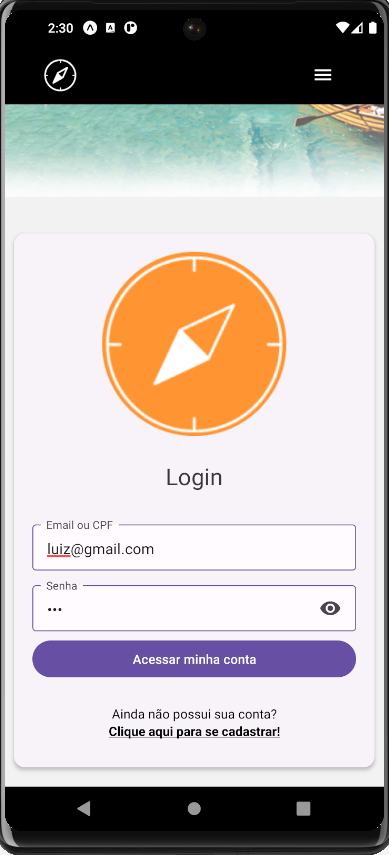 2:30
Login
Email ou CPF
luiz@gmail.com
Senha
•••
Acessar minha conta
Ainda não possui sua conta?
Clique aqui para se cadastrar!